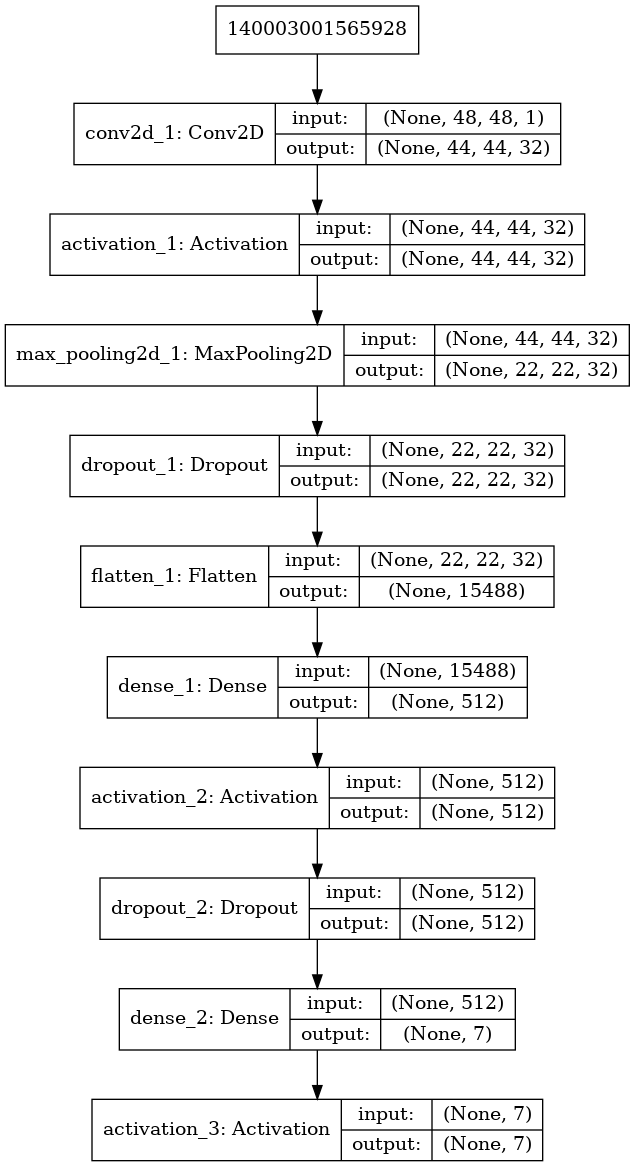 140003001565928
conv2d_1: Conv2D
input:
(None, 48, 48, 1)
output:
(None, 44, 44, 32)
activation_1: Activation
input:
(None, 44, 44, 32)
output:
(None, 44, 44, 32)
max_pooling2d_1: MaxPooling2D
input:
(None, 44, 44, 32)
output:
(None, 22, 22, 32)
dropout_1: Dropout
input:
(None, 22, 22, 32)
output:
(None, 22, 22, 32)
flatten_1: Flatten
input:
(None, 22, 22, 32)
output:
(None, 15488)
dense_1: Dense
input:
(None, 15488)
output:
(None, 512)
activation_2: Activation
input:
(None, 512)
output:
(None, 512)
dropout_2: Dropout
input:
(None, 512)
output:
(None, 512)
dense_2: Dense
input:
(None, 512)
output:
(None, 7)
activation_3: Activation
input:
(None, 7)
output:
(None, 7)